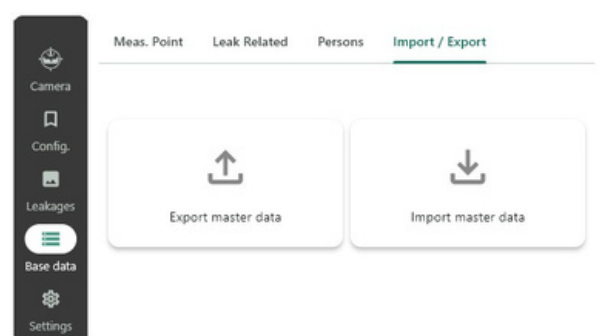 Meas. Point Leak Related Persons Import / Export
Camera
Config.
Leakages
Base data
Settings
Export master data Import master data